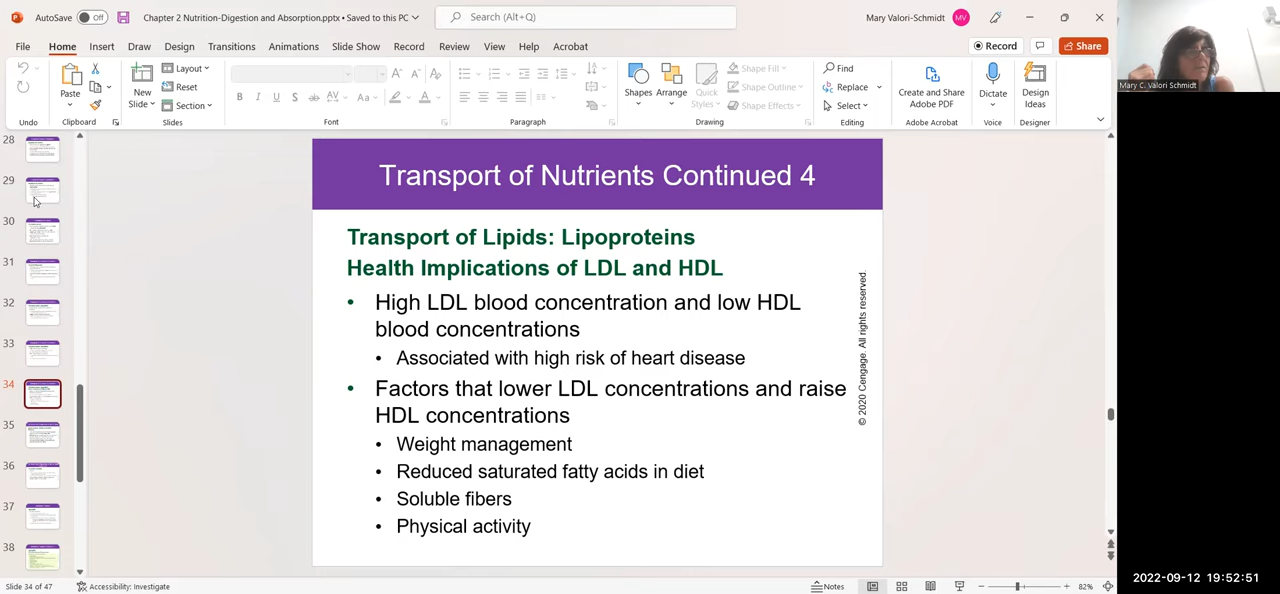 AutoSave Off Chapter 2 Nutrition-Digestion and Absorption.pptx • Saved to this PC Search (Alt+Q) Mary Valori-Schmidt MV
File Home Insert Draw Design Transitions Animations Slide Show Record Review View Help Acrobat Record Share
Paste New Slide Layout Reset Section Shapes Arrange Quick Styles Shape Fill Shape Outline Shape Effects Find Replace Select Create and Share Adobe PDF Dictate Design Ideas
Undo Clipboard Slides Font Paragraph Drawing Editing Adobe Acrobat Voice Designer
Mary C. Valori Schmidt
28
29
30
31
32
33
34
35
36
37
38
Transport of Nutrients Continued 4
Transport of Lipids: Lipoproteins
Health Implications of LDL and HDL
• High LDL blood concentration and low HDL
blood concentrations
• Associated with high risk of heart disease
• Factors that lower LDL concentrations and raise
HDL concentrations
• Weight management
• Reduced saturated fatty acids in diet
• Soluble fibers
• Physical activity
© 2020 Cengage. All rights reserved.
Slide 34 of 47 Accessibility: Investigate Notes 82%
2022-09-12 19:52:51